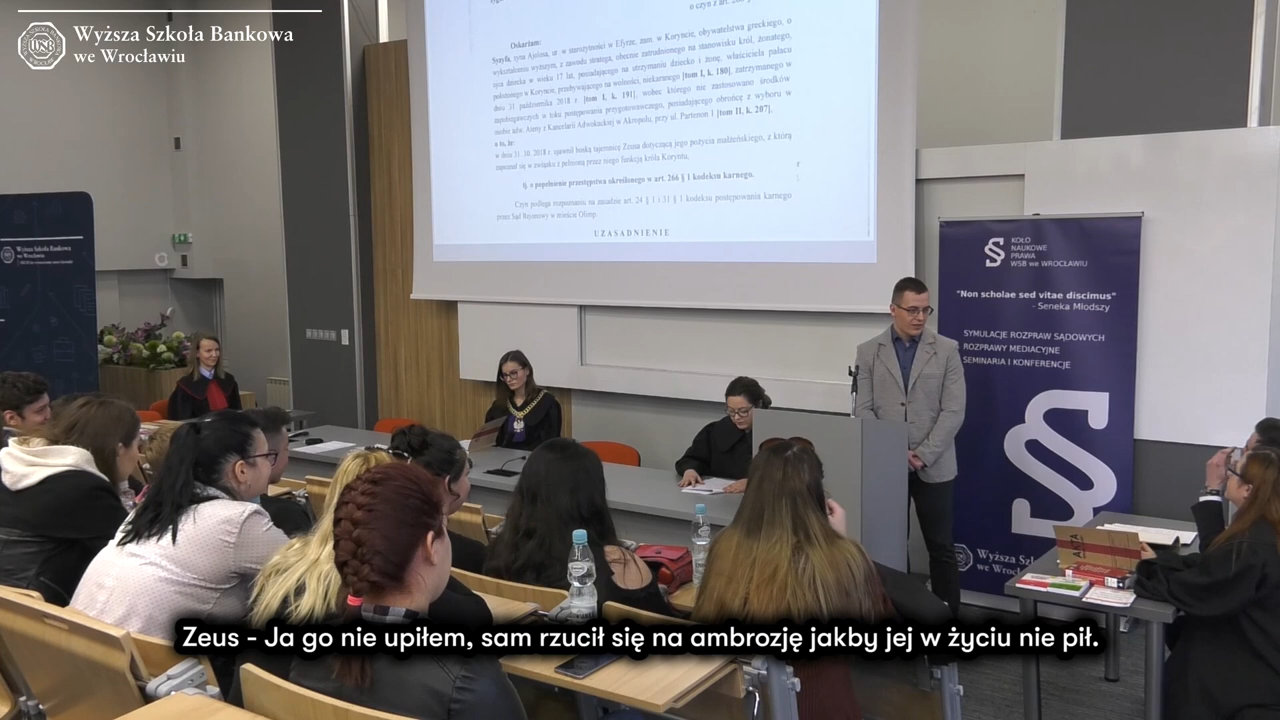 Wyższa Szkoła Bankowa
we Wrocławiu
o czyn z art.
Oskarżam:
Syzyfa, syna Ajolosa, ur. w starożytności w Efyrze, zam. w Koryncie, obywatelstwa greckiego, o
wykształceniu wyższym, z zawodu stratega, obecnie zatrudnionego na stanowisku król, żonatego,
ojca dziecka w wieku 17 lat, posiadającego na utrzymaniu dziecko i żonę, właściciela pałacu
położonego w Koryncie, przebywającego na wolności, niekaranego [tom I, k. 180], zatrzymanego w
dniu 31 października 2018 r. [tom I, k. 191], wobec którego nie zastosowano środków
zapobiegawczych w toku postępowania przygotowawczego, posiadającego obrońcę z wyboru w
osobie adw. Ateny z Kancelarii Adwokackiej w Akropolu, przy ul. Partenon 1 [tom II, k. 207],
o to, że:
w dniu 31. 10. 2018 r. ujawnił boską tajemnicę Zeusa dotyczącą jego pożycia małżeńskiego, z którą
zapoznał się w związku z pełnioną przez niego funkcją króla Koryntu,
tj. o popełnienie przestępstwa określonego w art. 266 § 1 kodeksu karnego.
Czyn podlega rozpoznaniu na zasadzie art. 24 § 1 i 31 § 1 kodeksu postępowania karnego
przez Sąd Rejonowy w mieście Olimp.
UZASADNIENIE
Wyższa Szkoła Bankowa
we Wrocławiu
KOŁO
NAUKOWE
PRAWA
WSB we WROCŁAWIU
"Non scholae sed vitae discimus"
- Seneka Młodszy
SYMULACJE ROZPRAW SĄDOWYCH
ROZPRAWY MEDIACYJNE
SEMINARIA I KONFERENCJE
§
Wyższa
we Wro
Zeus - Ja go nie upiłem, sam rzucił się na ambrozję jakby jej w życiu nie pił.